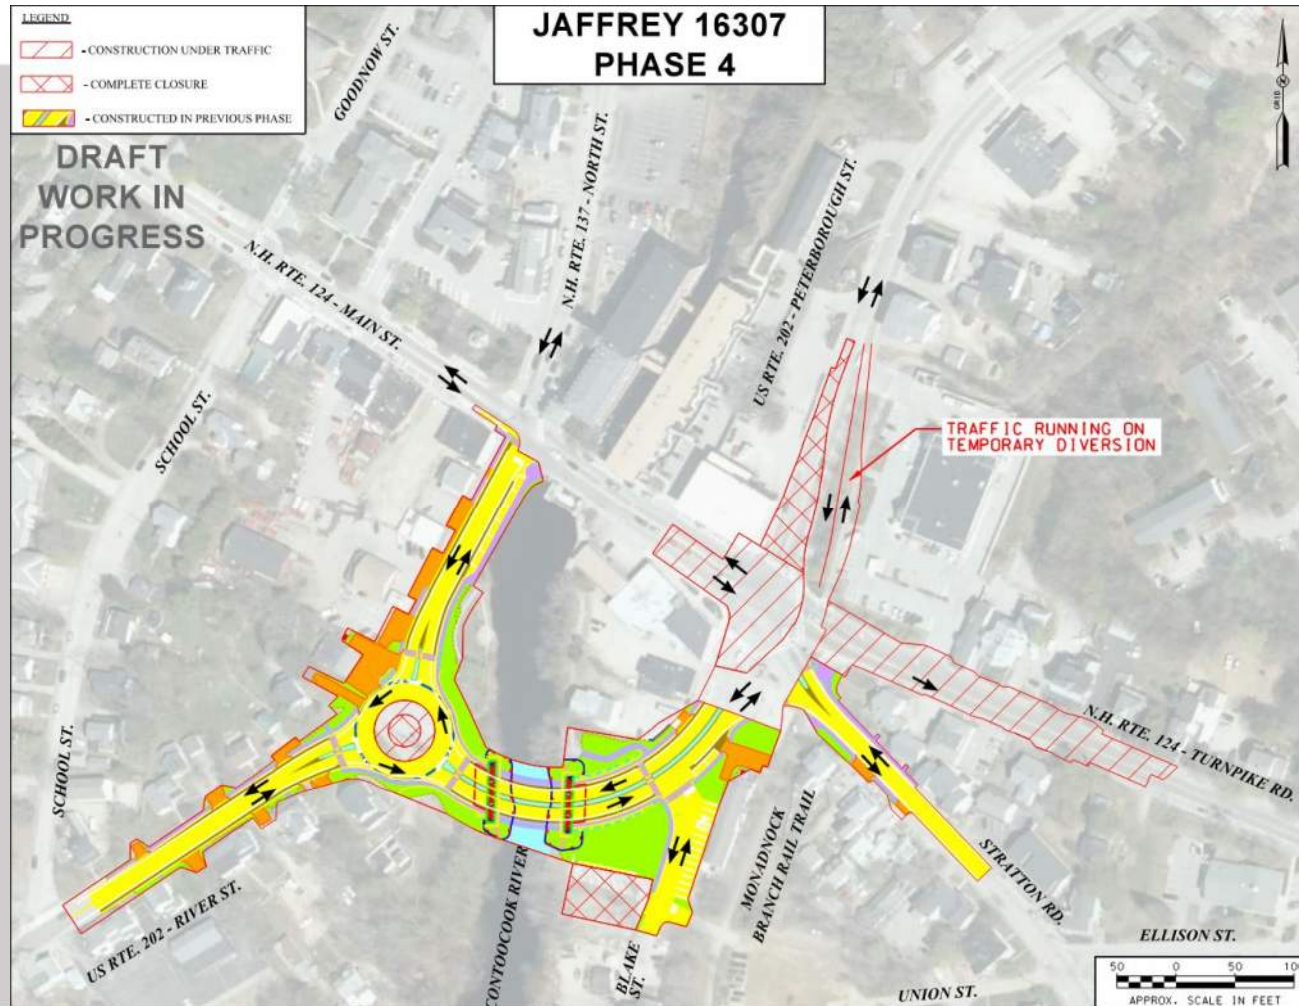 LEGEND
- CONSTRUCTION UNDER TRAFFIC
- COMPLETE CLOSURE
- CONSTRUCTED IN PREVIOUS PHASE
JAFFREY 16307
PHASE 4
DRAFT
WORK IN
PROGRESS
GRID
GOODNOW ST.
N.H. RTE. 137 - NORTH ST.
N.H. RTE. 124 - MAIN ST.
US RTE. 202 - PETERBOROUGH ST.
SCHOOL ST.
TRAFFIC RUNNING ON
TEMPORARY DIVERSION
SCHOOL ST.
N.H. RTE. 124 - TURNPIKE RD.
US RTE. 202 - RIVER ST.
CONTOOCOOK RIVER
BLAKE
ST.
MONADNOCK
BRANCH RAIL TRAIL
STRATTON RD.
ELLISON ST.
UNION ST.
50 0 50 100
APPROX. SCALE IN FEET